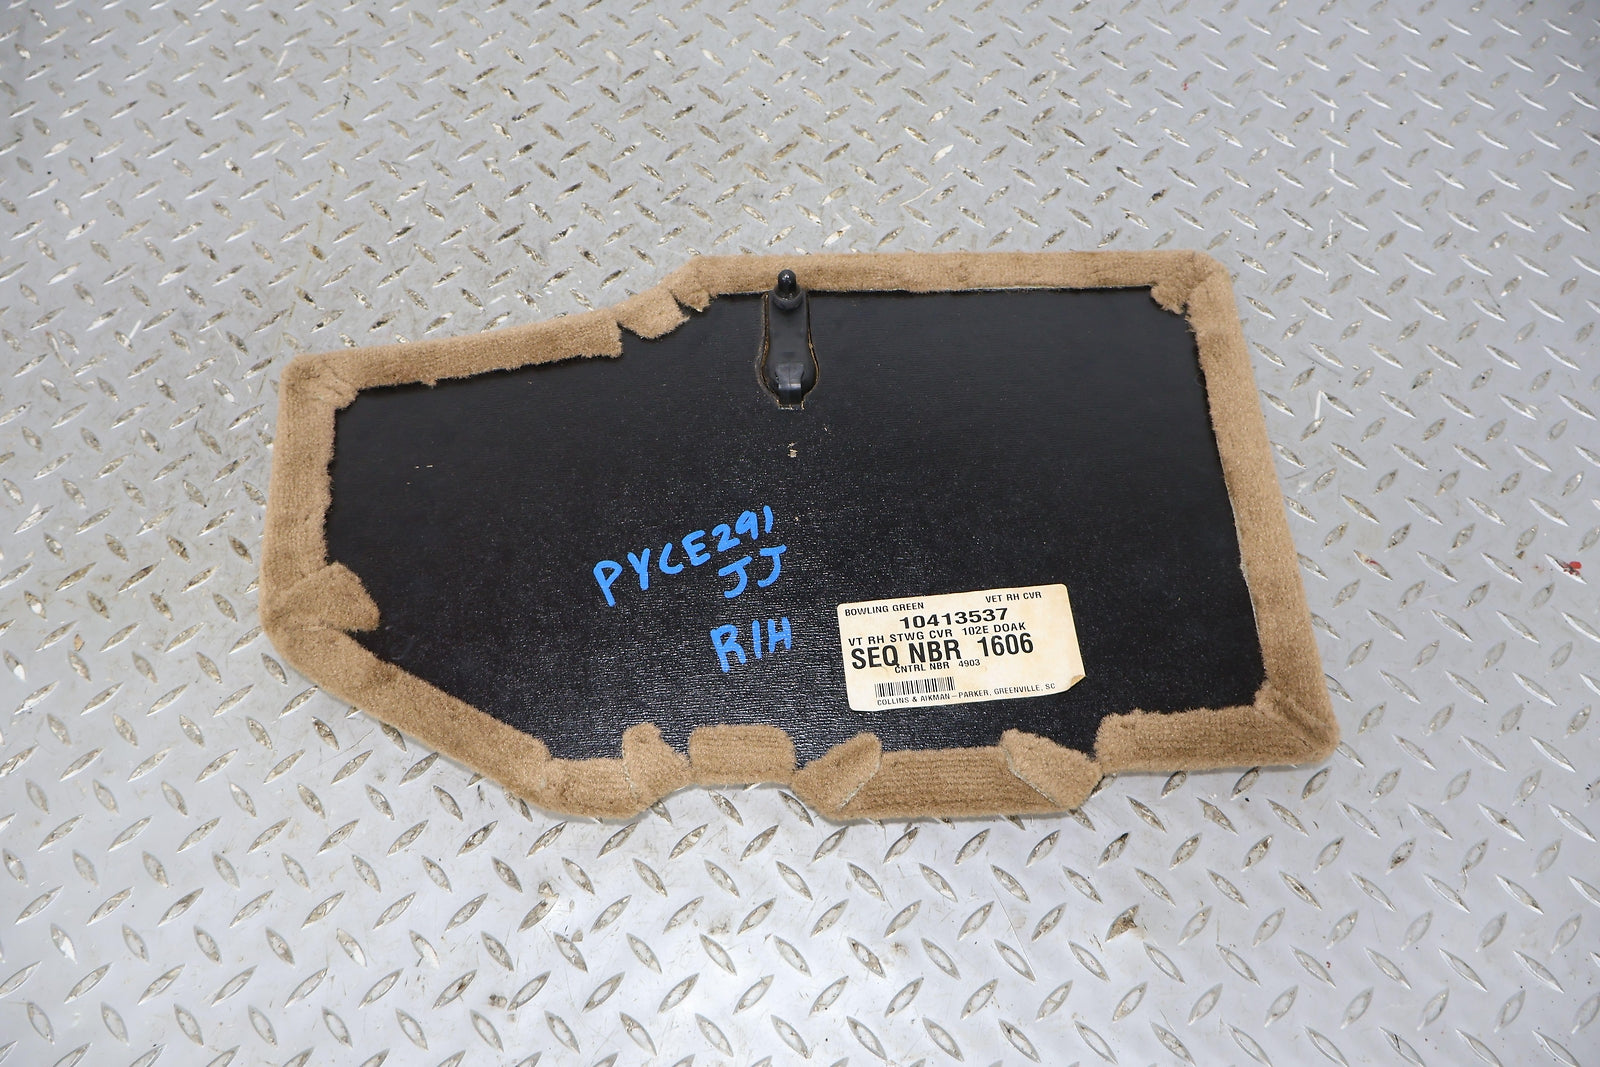 PYCE291
JJ
R/H
BOWLING GREEN VET RH CVR
10413537
VT RH STWG CVR 102E DOAK
SEQ NBR 1606
CNTRL NBR 4903
COLLINS & AIKMAN - PARKER, GREENVILLE, SC